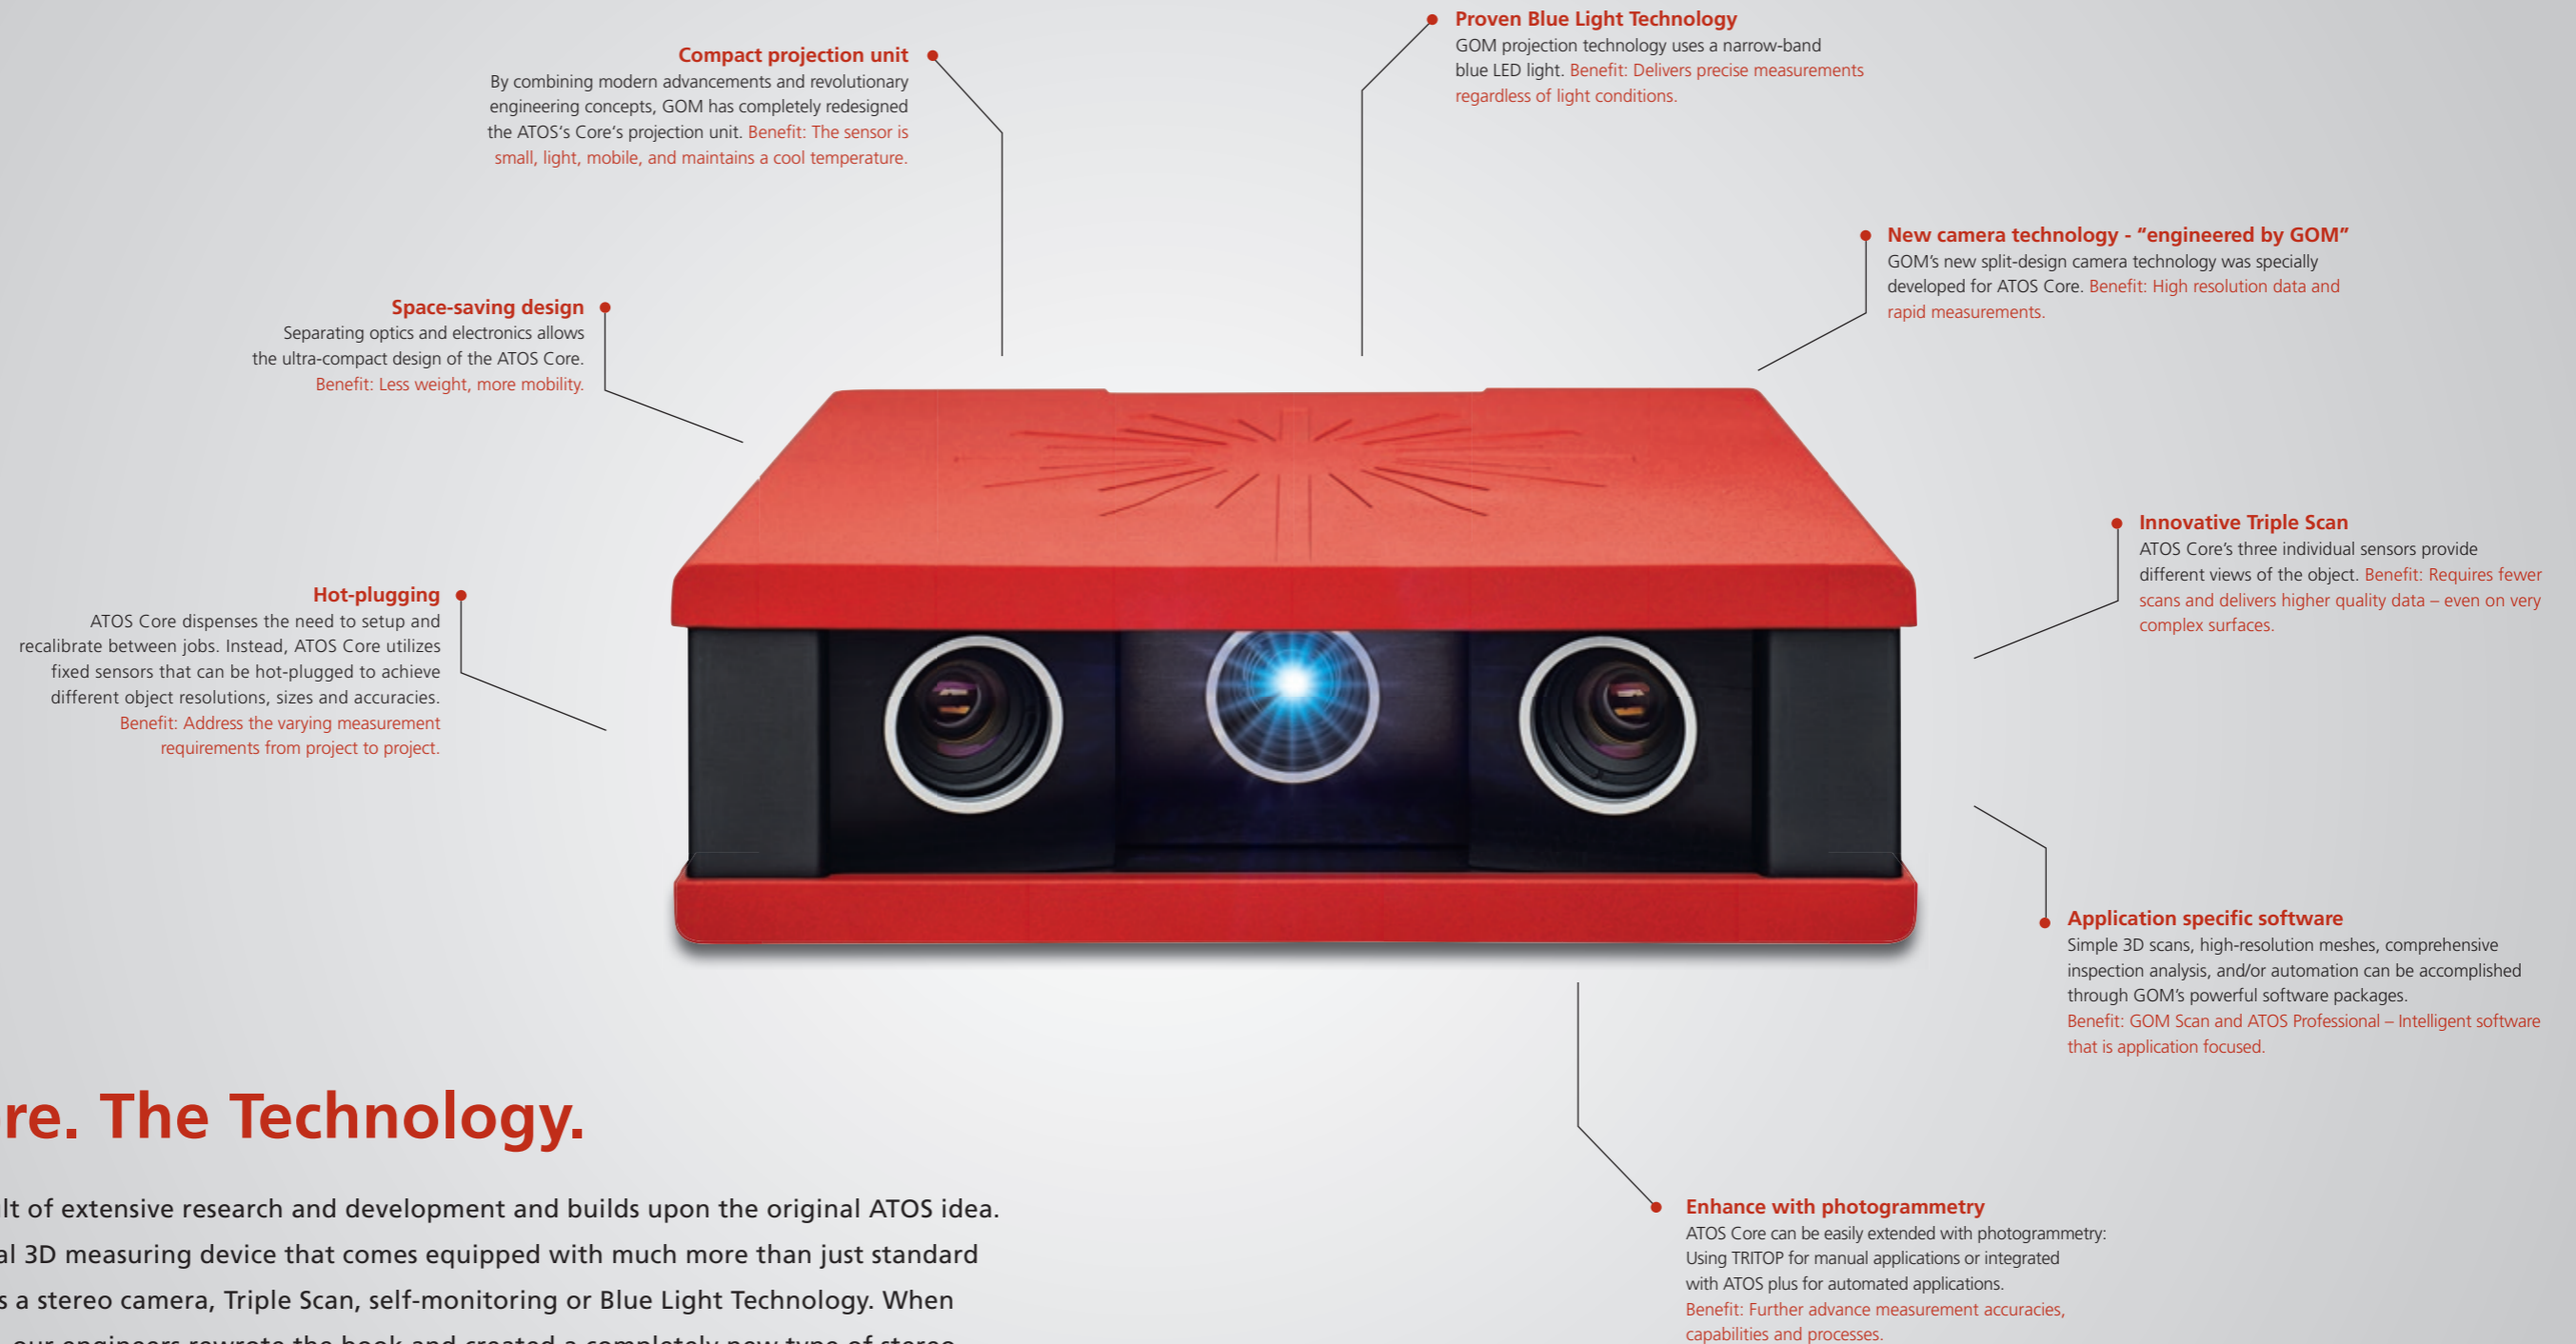 Compact projection unit
By combining modern advancements and revolutionary
engineering concepts, GOM has completely redesigned
the ATOS's Core's projection unit. Benefit: The sensor is
small, light, mobile, and maintains a cool temperature.
Proven Blue Light Technology
GOM projection technology uses a narrow-band
blue LED light. Benefit: Delivers precise measurements
regardless of light conditions.
New camera technology - “engineered by GOM”
GOM’s new split-design camera technology was specially
developed for ATOS Core. Benefit: High resolution data and
rapid measurements.
Space-saving design
Separating optics and electronics allows
the ultra-compact design of the ATOS Core.
Benefit: Less weight, more mobility.
Innovative Triple Scan
ATOS Core’s three individual sensors provide
different views of the object. Benefit: Requires fewer
scans and delivers higher quality data – even on very
complex surfaces.
Hot-plugging
ATOS Core dispenses the need to setup and
recalibrate between jobs. Instead, ATOS Core utilizes
fixed sensors that can be hot-plugged to achieve
different object resolutions, sizes and accuracies.
Benefit: Address the varying measurement
requirements from project to project.
Application specific software
Simple 3D scans, high-resolution meshes, comprehensive
inspection analysis, and/or automation can be accomplished
through GOM’s powerful software packages.
Benefit: GOM Scan and ATOS Professional – Intelligent software
that is application focused.
re. The Technology.
lt of extensive research and development and builds upon the original ATOS idea.
al 3D measuring device that comes equipped with much more than just standard
s a stereo camera, Triple Scan, self-monitoring or Blue Light Technology. When
our engineers rewrote the book and created a completely new type of stereo
Enhance with photogrammetry
ATOS Core can be easily extended with photogrammetry:
Using TRITOP for manual applications or integrated
with ATOS plus for automated applications.
Benefit: Further advance measurement accuracies,
capabilities and processes.